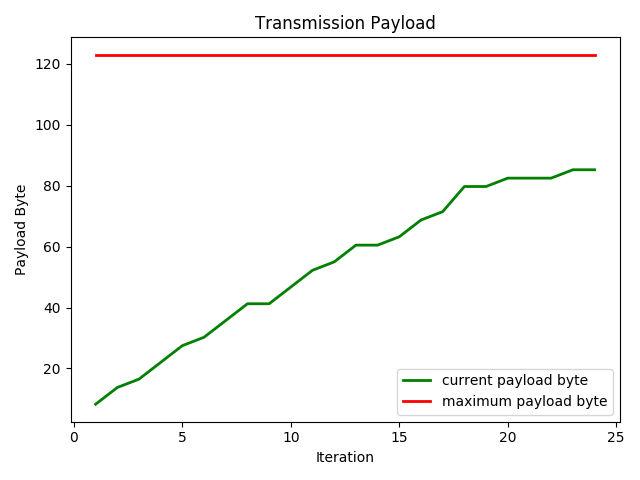 Transmission Payload
Payload Byte
120
100
80
60
40
20
current payload byte
maximum payload byte
0
5
10
15
20
25
Iteration